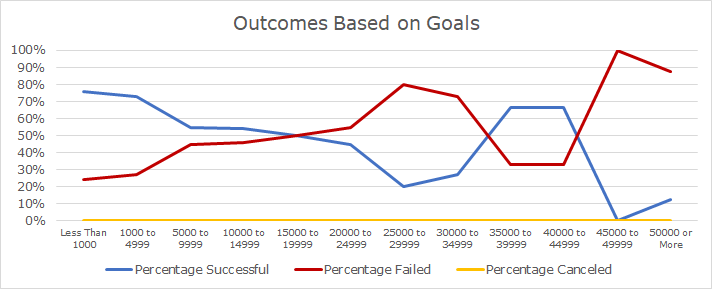 Outcomes Based on Goals
100%
90%
80%
70%
60%
50%
40%
30%
20%
10%
0%
Less Than 1000
1000 to 4999
5000 to 9999
10000 to 14999
15000 to 19999
20000 to 24999
25000 to 29999
30000 to 34999
35000 to 39999
40000 to 44999
45000 to 49999
50000 or More
Percentage Successful
Percentage Failed
Percentage Canceled